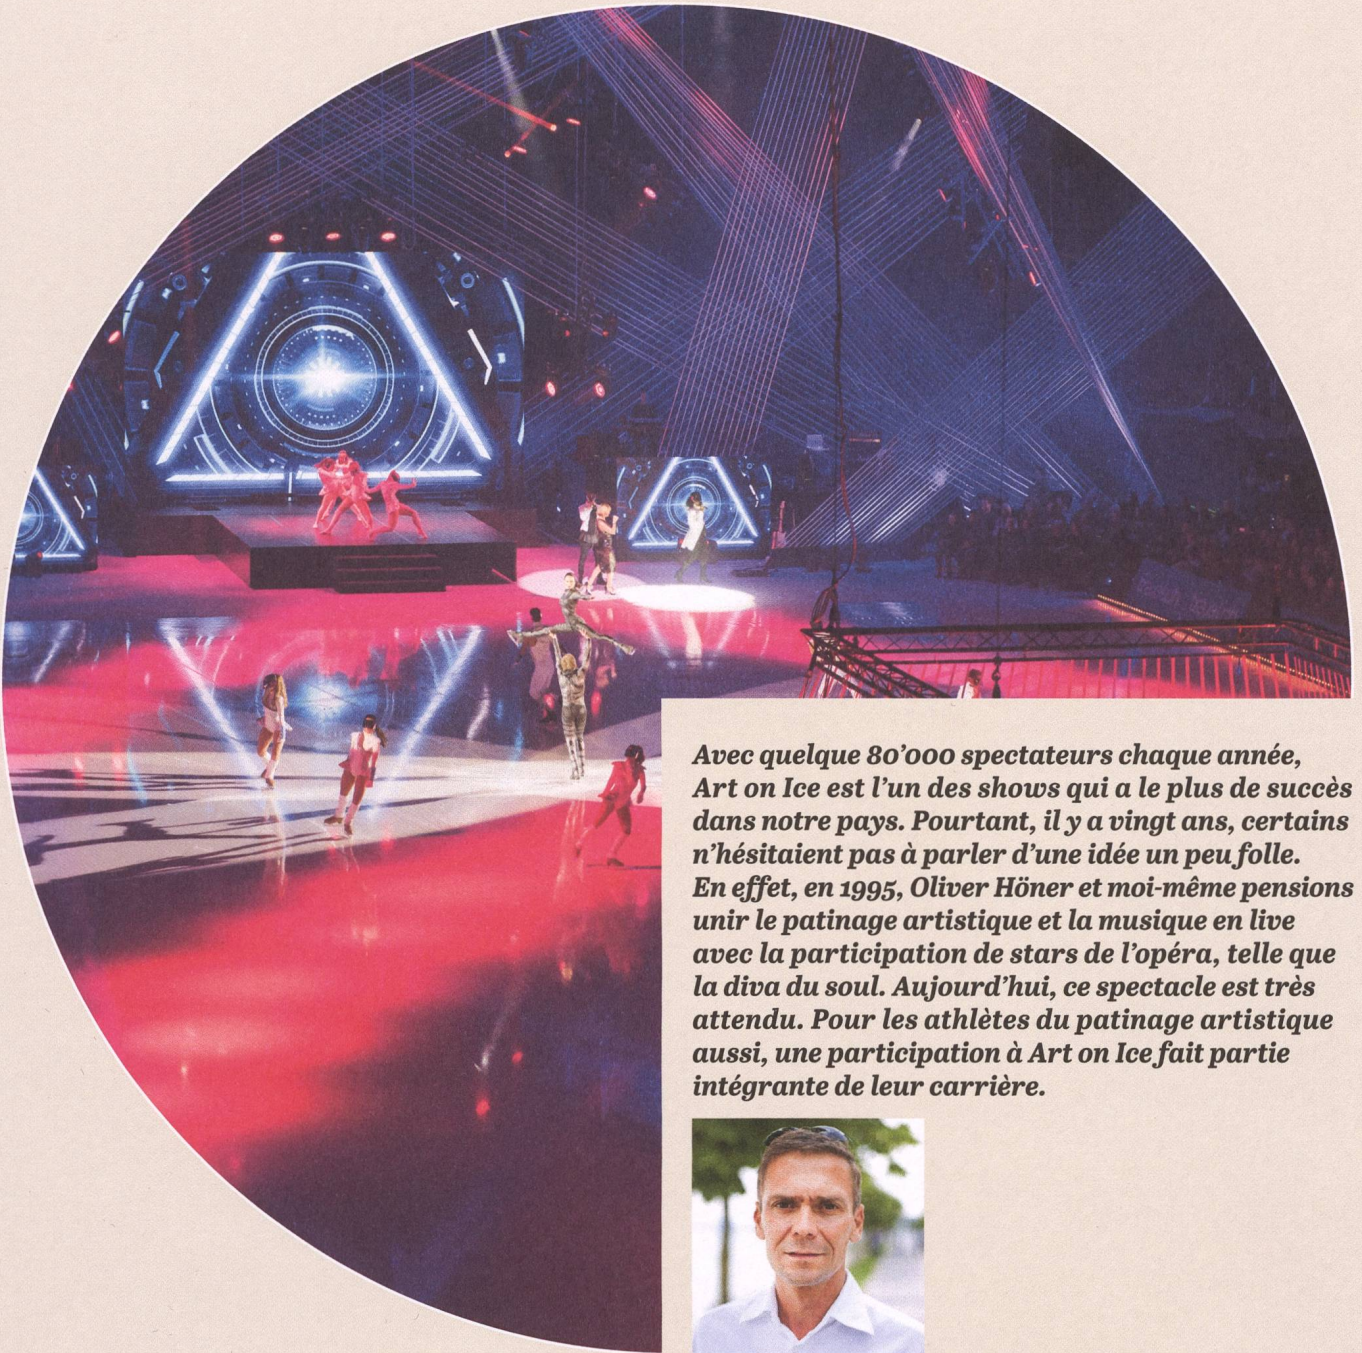 Avec quelque 80’000 spectateurs chaque année,
Art on Ice est l’un des shows qui a le plus de succès
dans notre pays. Pourtant, il y a vingt ans, certains
n’hésitaient pas à parler d’une idée un peu folle.
En effet, en 1995, Oliver Höner et moi-même pensions
unir le patinage artistique et la musique en live
avec la participation de stars de l’opéra, telle que
la diva du soul. Aujourd’hui, ce spectacle est très
attendu. Pour les athlètes du patinage artistique
aussi, une participation à Art on Ice fait partie
intégrante de leur carrière.